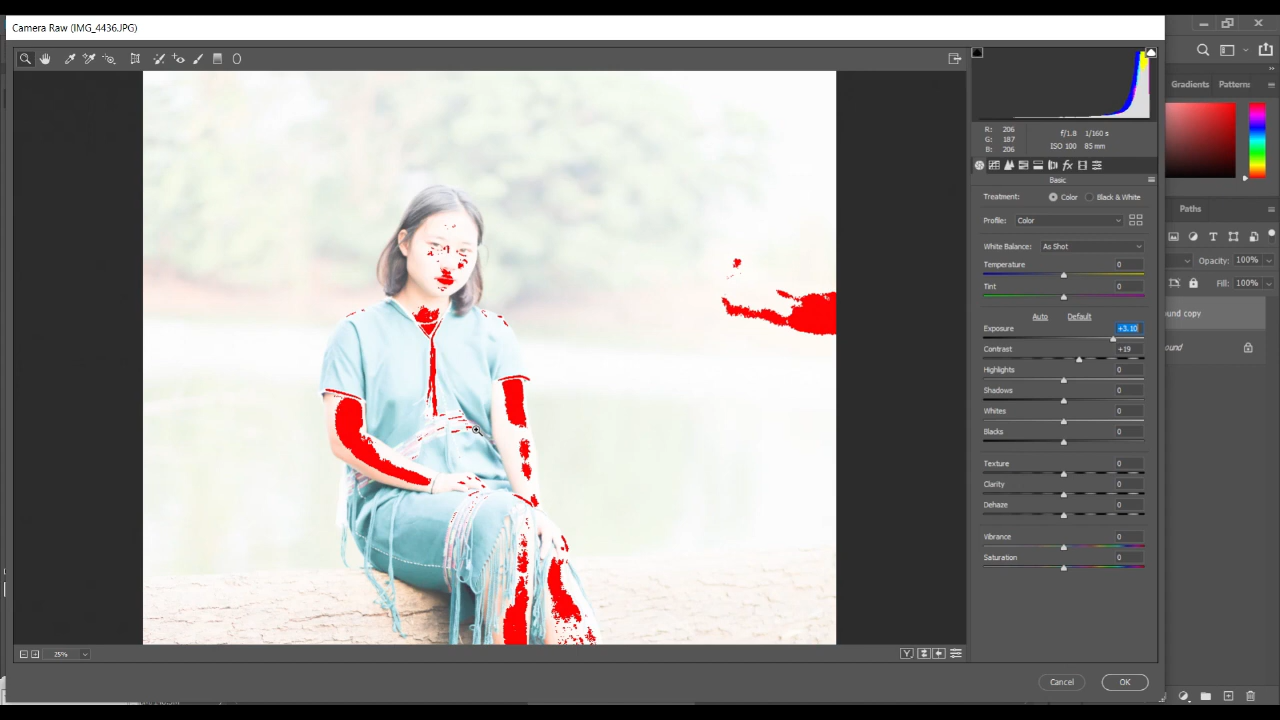 Camera Raw (IMG_4436.JPG)
Gradients Patterns
R: 206
G: 187
B: 206
f/1.8 1/160 s
ISO 100 85 mm
Basic
Treatment: Color Black & White
Profile: Color
Paths
White Balance: As Shot
Opacity: 100%
Temperature 0
Tint 0
Fill: 100%
Auto Default
Exposure +3.10
Contrast +19
Highlights 0
Shadows 0
Whites 0
Blacks 0
Texture 0
Clarity 0
Dehaze 0
Vibrance 0
Saturation 0
ound copy
ound
25%
Y
Cancel OK